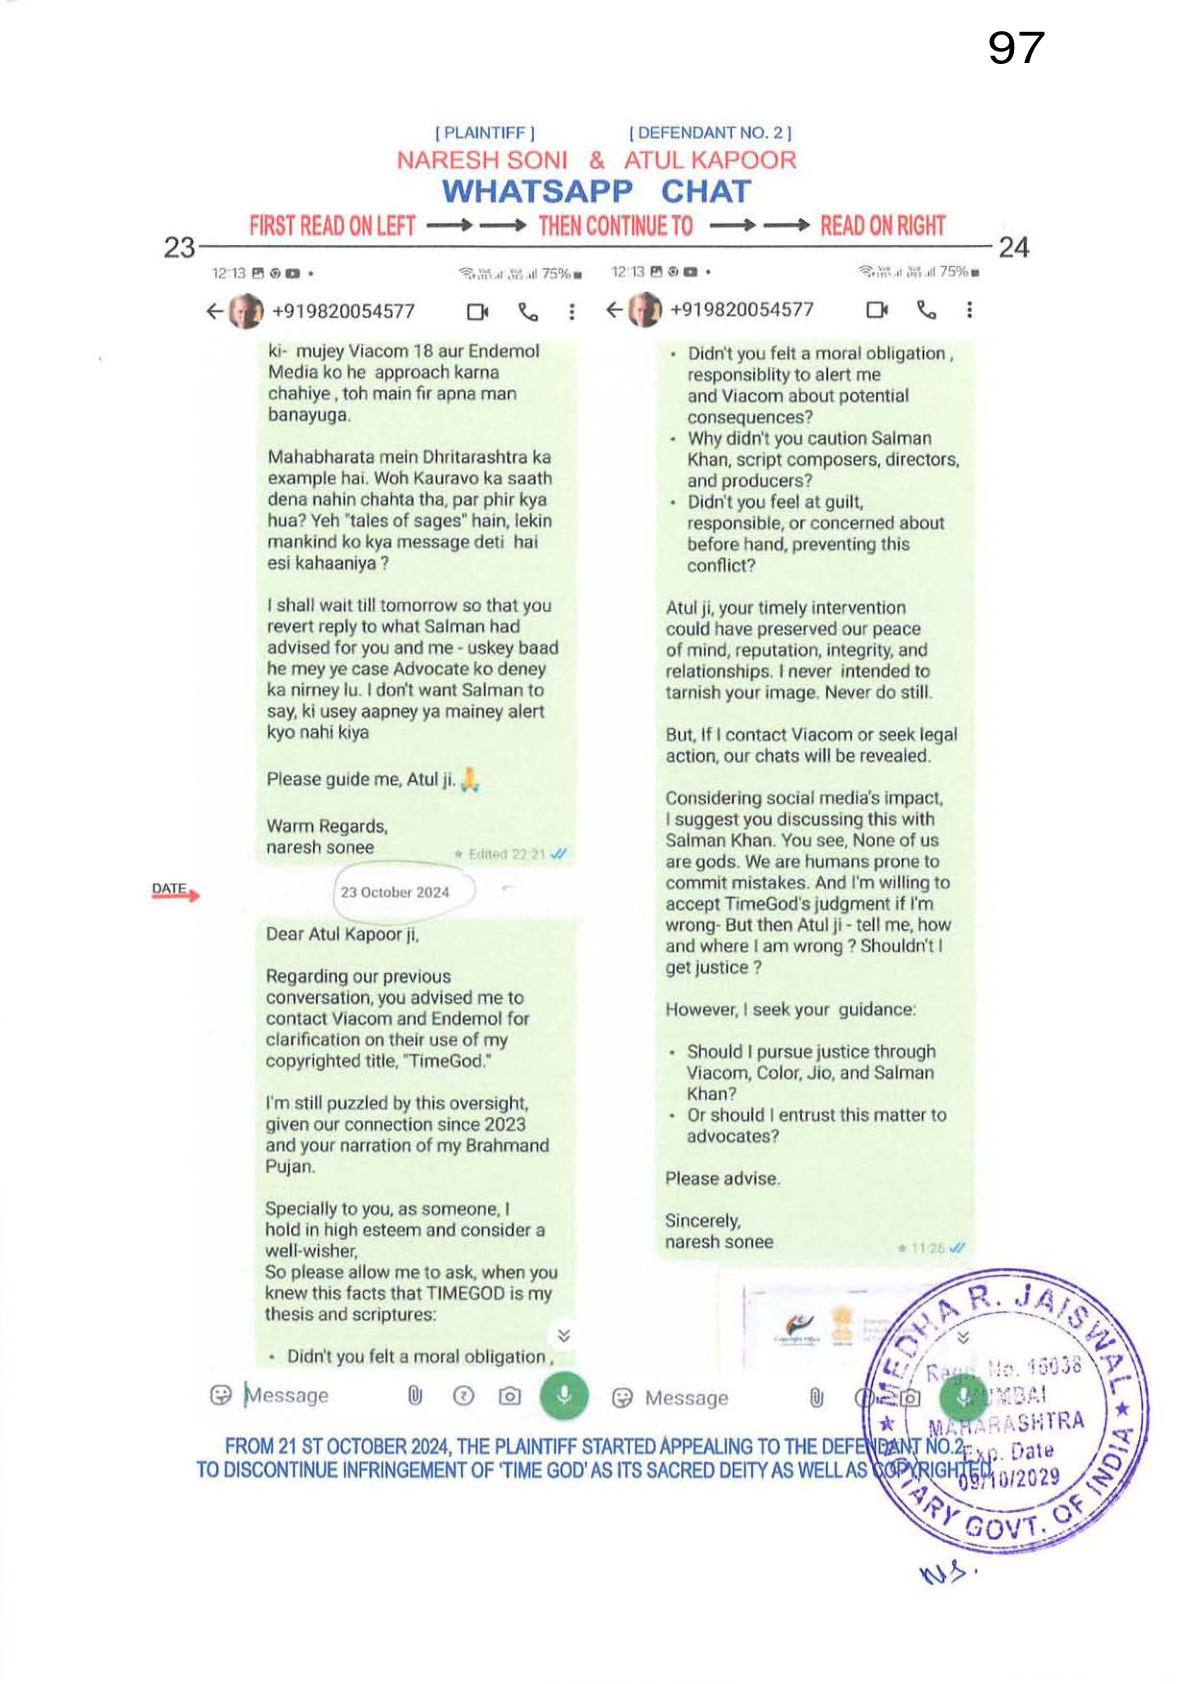 97
[ PLAINTIFF ] [ DEFENDANT NO. 2 ]
NARESH SONI & ATUL KAPOOR
WHATSAPP CHAT
FIRST READ ON LEFT THEN CONTINUE TO READ ON RIGHT
23 24
12:13 75%
+919820054577
ki- mujey Viacom 18 aur Endemol
Media ko he approach karna
chahiye , toh main fir apna man
banayuga.
Mahabharata mein Dhritarashtra ka
example hai. Woh Kauravo ka saath
dena nahin chahta tha, par phir kya
hua? Yeh "tales of sages" hain, lekin
mankind ko kya message deti hai
esi kahaaniya ?
I shall wait till tomorrow so that you
revert reply to what Salman had
advised for you and me - uskey baad
he mey ye case Advocate ko deney
ka nirney lu. I don't want Salman to
say, ki usey aapney ya mainey alert
kyo nahi kiya
Please guide me, Atul ji. 🙏
Warm Regards,
naresh sonee
Edited 22:21
DATE
23 October 2024
Dear Atul Kapoor ji,
Regarding our previous
conversation, you advised me to
contact Viacom and Endemol for
clarification on their use of my
copyrighted title, "TimeGod."
I'm still puzzled by this oversight,
given our connection since 2023
and your narration of my Brahmand
Pujan.
Specially to you, as someone, I
hold in high esteem and consider a
well-wisher,
So please allow me to ask, when you
knew this facts that TIMEGOD is my
thesis and scriptures:
• Didn't you felt a moral obligation ,
Message
12:13 75%
+919820054577
• Didn't you felt a moral obligation ,
responsiblity to alert me
and Viacom about potential
consequences?
• Why didn't you caution Salman
Khan, script composers, directors,
and producers?
• Didn't you feel at guilt,
responsible, or concerned about
before hand, preventing this
conflict?
Atul ji, your timely intervention
could have preserved our peace
of mind, reputation, integrity, and
relationships. I never intended to
tarnish your image. Never do still.
But, If I contact Viacom or seek legal
action, our chats will be revealed.
Considering social media's impact,
I suggest you discussing this with
Salman Khan. You see, None of us
are gods. We are humans prone to
commit mistakes. And I'm willing to
accept TimeGod's judgment if I'm
wrong- But then Atul ji - tell me, how
and where I am wrong ? Shouldn't I
get justice ?
However, I seek your guidance:
• Should I pursue justice through
Viacom, Color, Jio, and Salman
Khan?
• Or should I entrust this matter to
advocates?
Please advise.
Sincerely,
naresh sonee
11:26
Message
FROM 21 ST OCTOBER 2024, THE PLAINTIFF STARTED APPEALING TO THE DEFENDANT NO.2
TO DISCONTINUE INFRINGEMENT OF 'TIME GOD' AS ITS SACRED DEITY AS WELL AS COPYRIGHTED
MEDHA R. JAISWAL
Regn. No. 16038
MUMBAI
MAHARASHTRA
Exp. Date
09/10/2029
NOTARY GOVT. OF INDIA
N.S.